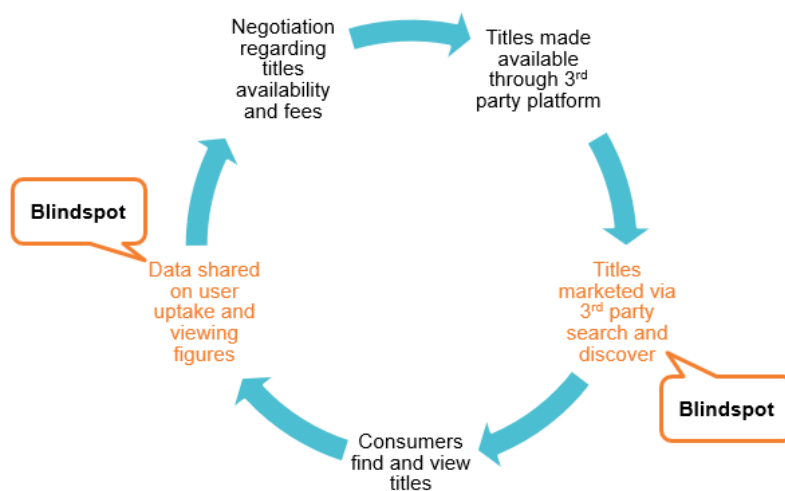 Negotiation
regarding
titles
availability
and fees
Titles made
available
through 3rd
party platform
Blindspot
Data shared
on user
uptake and
viewing
figures
Titles
marketed via
3rd party
search and
discover
Blindspot
Consumers
find and view
titles